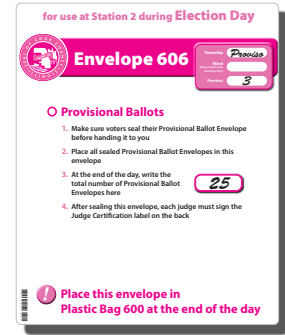 for use at Station 2 during Election Day
Envelope 606
Township Proviso
Ward
Precinct 3
Provisional Ballots
1. Make sure voters seal their Provisional Ballot Envelope
before handing it to you
2. Place all sealed Provisional Ballot Envelopes in this
envelope
3. At the end of the day, write the
total number of Provisional Ballot
Envelopes here
25
4. After sealing this envelope, each judge must sign the
Judge Certification label on the back
! Place this envelope in
Plastic Bag 600 at the end of the day